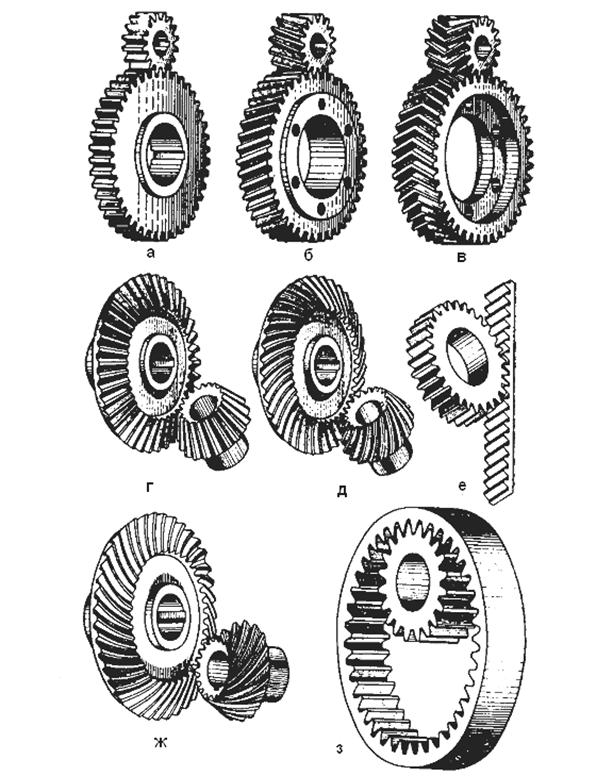 а б в
г д е
ж з